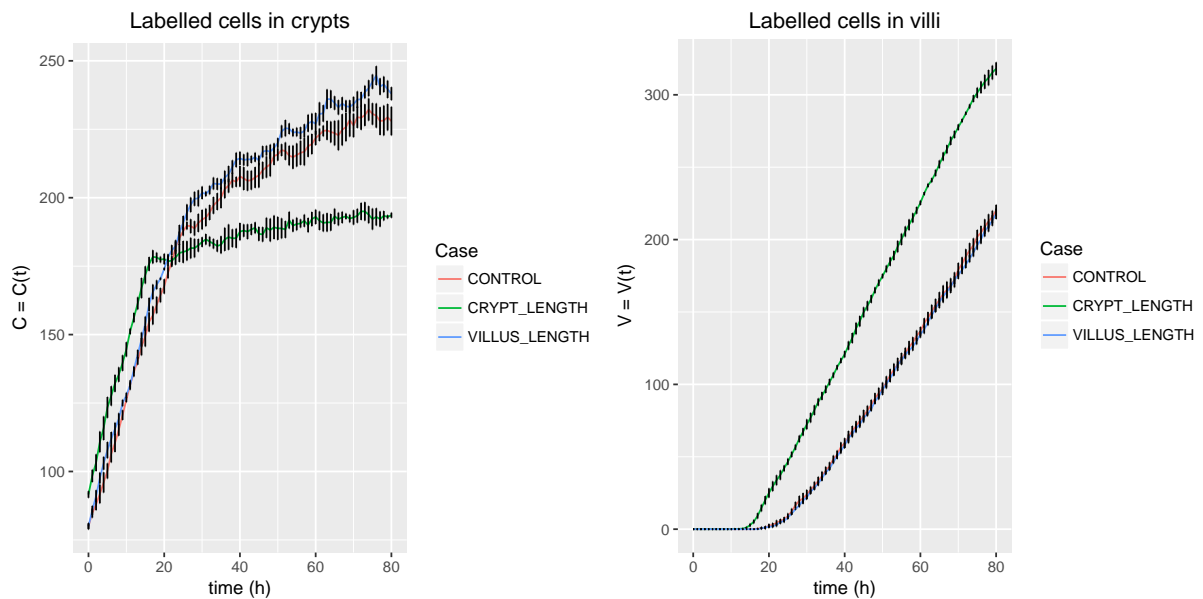 Labelled cells in crypts
250
200
150
100
C = C(t)
0
20
40
60
80
time (h)
Case
CONTROL
CRYPT_LENGTH
VILLUS_LENGTH
Labelled cells in villi
300
200
100
0
V = V(t)
0
20
40
60
80
time (h)
Case
CONTROL
CRYPT_LENGTH
VILLUS_LENGTH